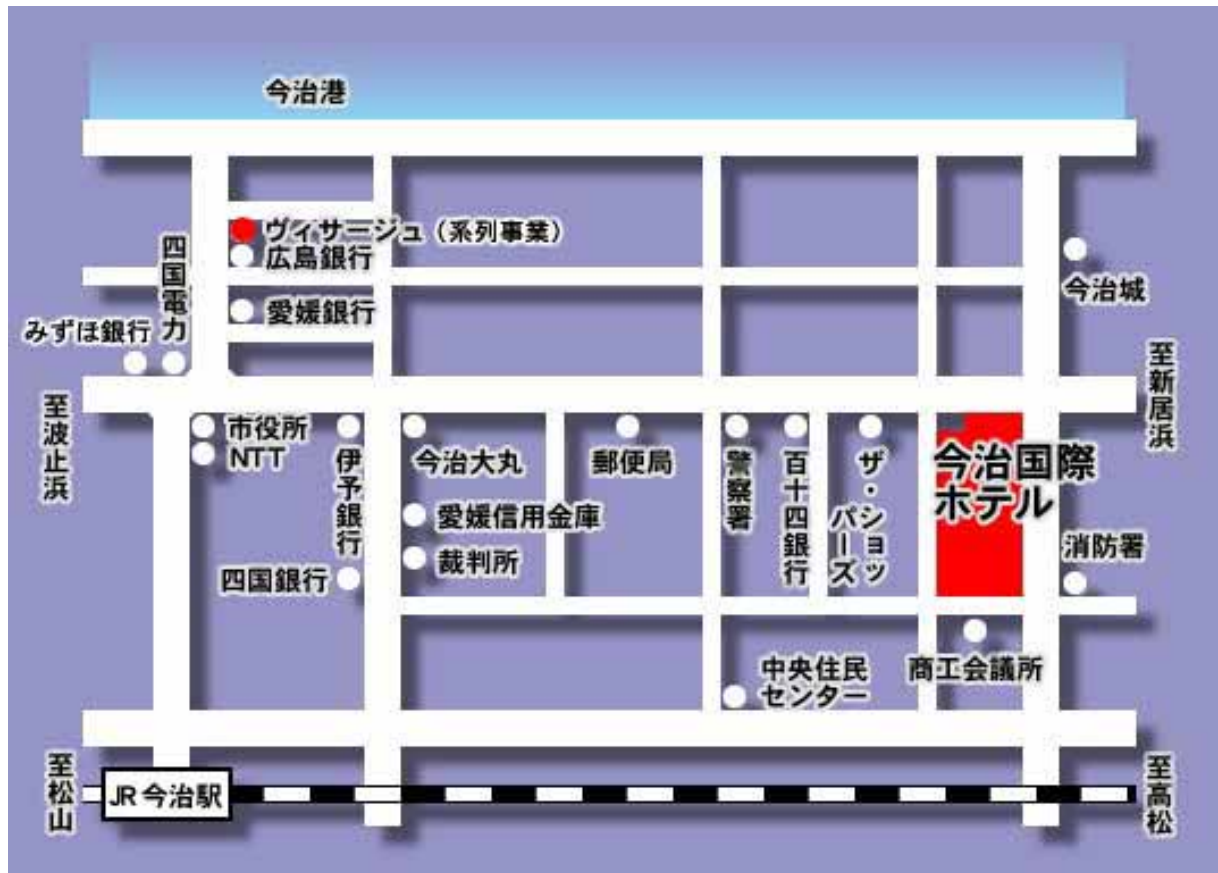 今治港
ヴィサージュ（系列事業）
広島銀行
四国電力
愛媛銀行
みずほ銀行
今治城
至新居浜
至波止浜
市役所
NTT
伊予銀行
今治大丸
郵便局
警察署
百十四銀行
ザ・ショッ
パーズ
今治国際
ホテル
愛媛信用金庫
裁判所
四国銀行
消防署
中央住民
センター
商工会議所
至松山
JR今治駅
至高松